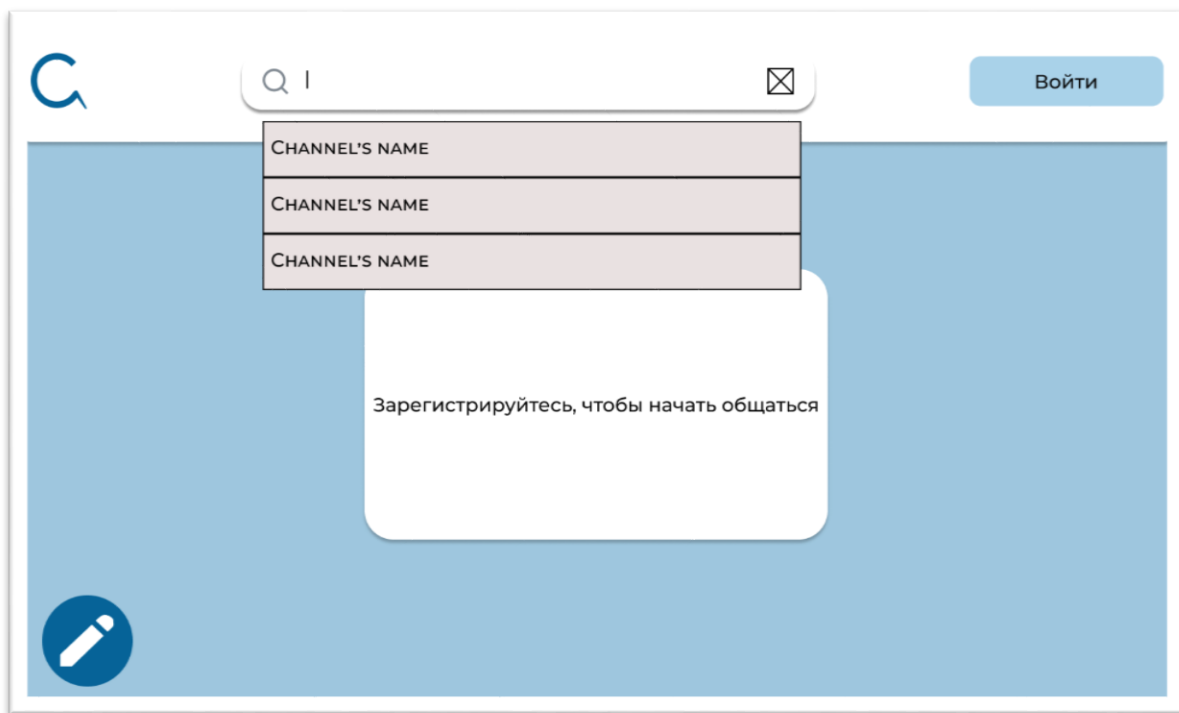 Войти
CHANNEL'S NAME
CHANNEL'S NAME
CHANNEL'S NAME
Зарегистрируйтесь, чтобы начать общаться